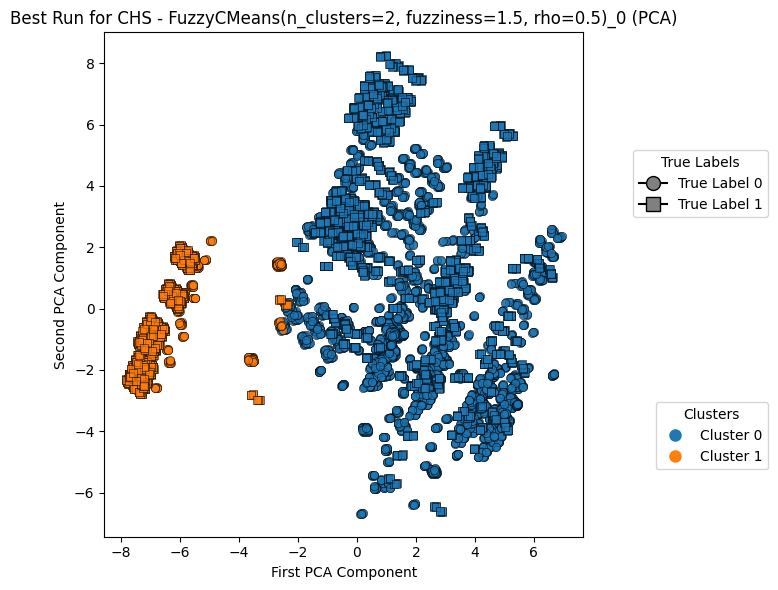 Best Run for CHS - FuzzyCMeans(n_clusters=2, fuzziness=1.5, rho=0.5)_0 (PCA)
8
6
4
2
0
−2
−4
−6
Second PCA Component
−8
−6
−4
−2
0
2
4
6
First PCA Component
True Labels
True Label 0
True Label 1
Clusters
Cluster 0
Cluster 1